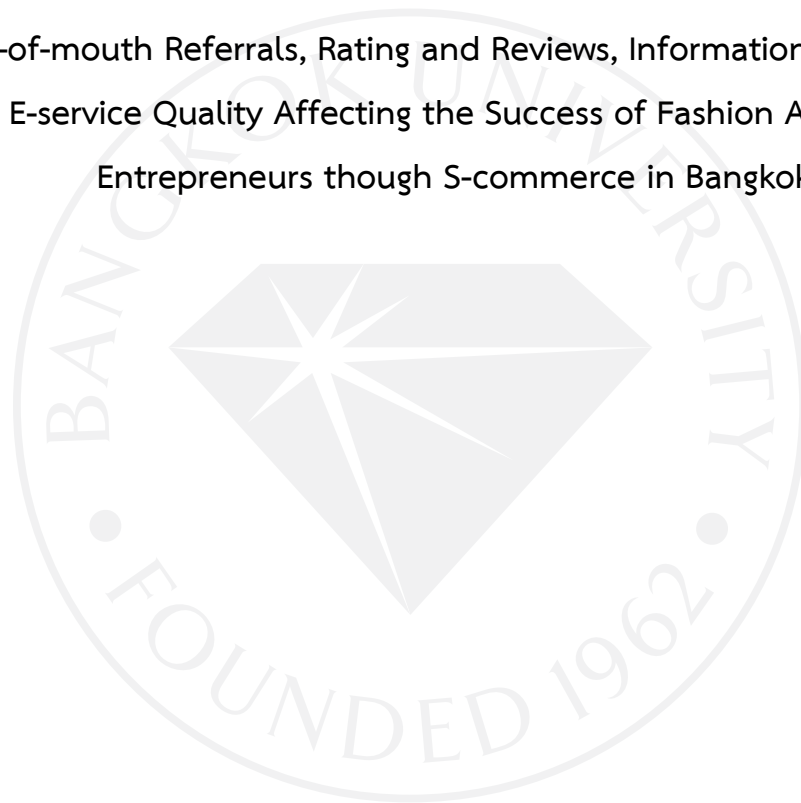 -of-mouth Referrals, Rating and Reviews, Information
E-service Quality Affecting the Success of Fashion A
Entrepreneurs though S-commerce in Bangkok
BANGKOK UNIVERSITY
FOUNDED 1962